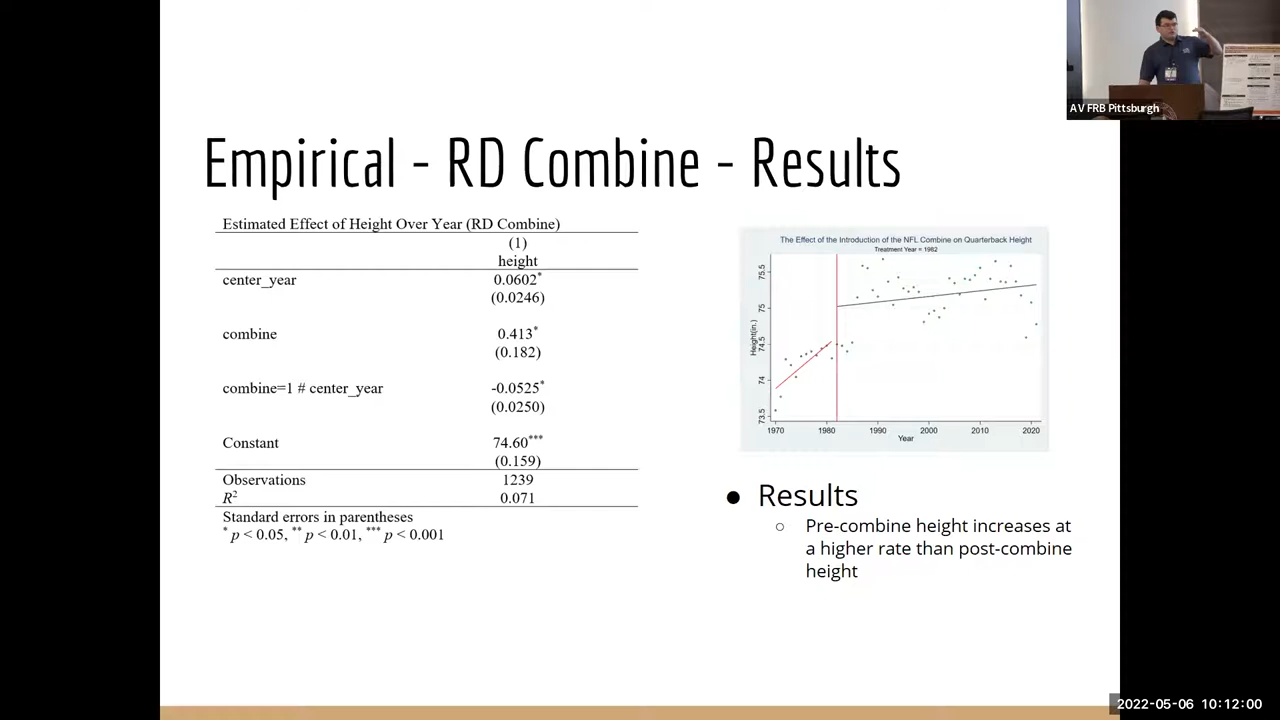 AV FRB Pittsburgh
Empirical - RD Combine - Results
Estimated Effect of Height Over Year (RD Combine)
(1)
height
center_year 0.0602*
(0.0246)
combine 0.413*
(0.182)
combine=1 # center_year -0.0525*
(0.0250)
Constant 74.60***
(0.159)
Observations 1239
R² 0.071
Standard errors in parentheses
* p < 0.05, ** p < 0.01, *** p < 0.001
The Effect of the Introduction of the NFL Combine on Quarterback Height
Treatment Year = 1982
Height(in.)
75.5
75
74.5
74
73.5
1970 1980 1990 2000 2010 2020
Year
● Results
○ Pre-combine height increases at
a higher rate than post-combine
height
2022-05-06 10:12:00